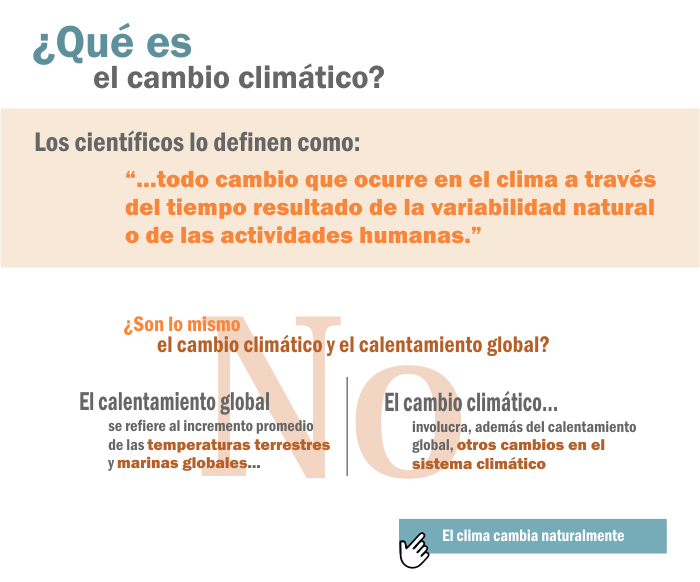 ¿Qué es
el cambio climático?
Los científicos lo definen como:
“...todo cambio que ocurre en el clima a través
del tiempo resultado de la variabilidad natural
o de las actividades humanas.”
No
¿Son lo mismo
el cambio climático y el calentamiento global?
El calentamiento global
se refiere al incremento promedio
de las temperaturas terrestres
y marinas globales...
El cambio climático...
involucra, además del calentamiento
global, otros cambios en el
sistema climático
El clima cambia naturalmente